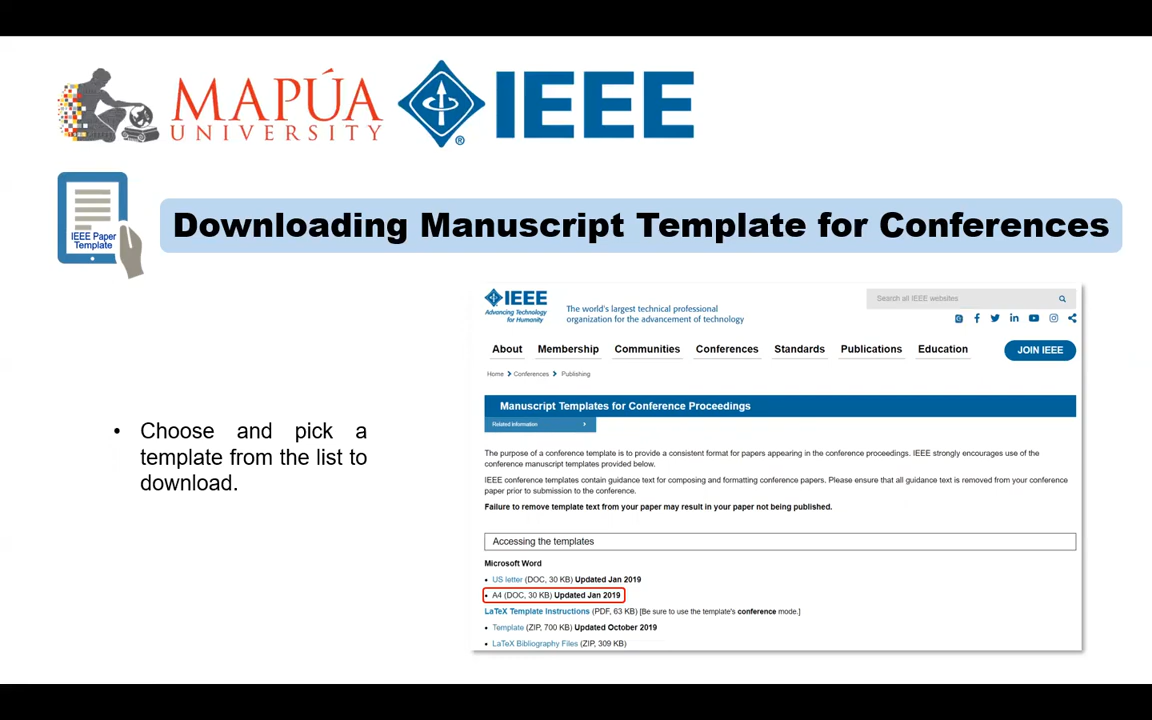 MAPÚA
UNIVERSITY
IEEE
®
IEEE Paper
Template
Downloading Manuscript Template for Conferences
• Choose and pick a
template from the list to
download.
IEEE
Advancing Technology
for Humanity
The world's largest technical professional
organization for the advancement of technology
Search all IEEE websites
About Membership Communities Conferences Standards Publications Education JOIN IEEE
Home > Conferences > Publishing
Manuscript Templates for Conference Proceedings
Related Information >
The purpose of a conference template is to provide a consistent format for papers appearing in the conference proceedings. IEEE strongly encourages use of the
conference manuscript templates provided below.
IEEE conference templates contain guidance text for composing and formatting conference papers. Please ensure that all guidance text is removed from your conference
paper prior to submission to the conference.
Failure to remove template text from your paper may result in your paper not being published.
Accessing the templates
Microsoft Word
• US letter (DOC, 30 KB) Updated Jan 2019
• A4 (DOC, 30 KB) Updated Jan 2019
LaTeX Template Instructions (PDF, 63 KB) [Be sure to use the template's conference mode.]
• Template (ZIP, 700 KB) Updated October 2019
• LaTeX Bibliography Files (ZIP, 309 KB)